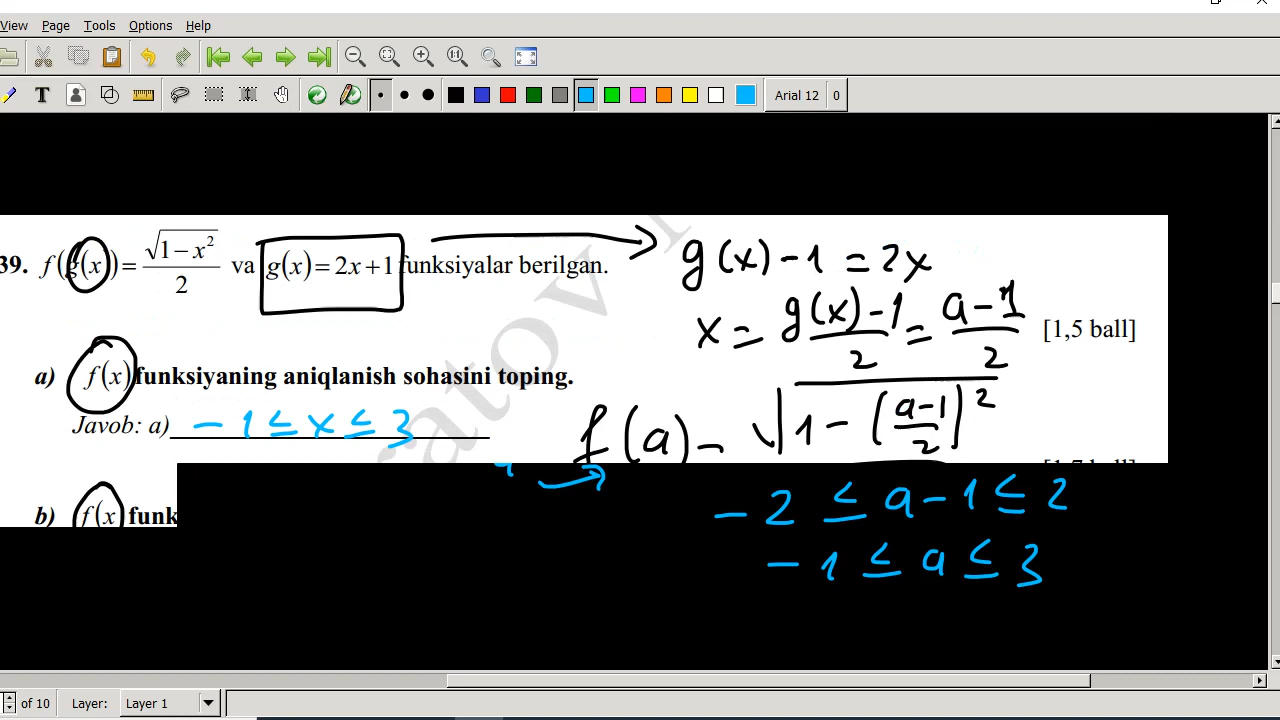 View Page Tools Options Help
Arial 12 0
39. f(g(x)) = √(1−x²)/2 va g(x) = 2x+1 funksiyalar berilgan.
g(x)−1 = 2x
x = (g(x)−1)/2 = (a−1)/2
[1,5 ball]
a) f(x) funksiyaning aniqlanish sohasini toping.
Javob: a) −1 ≤ x ≤ 3
f(a) = √(1−((a−1)/2)²)
b) f(x) funk
−2 ≤ a−1 ≤ 2
−1 ≤ a ≤ 3
of 10 Layer: Layer 1